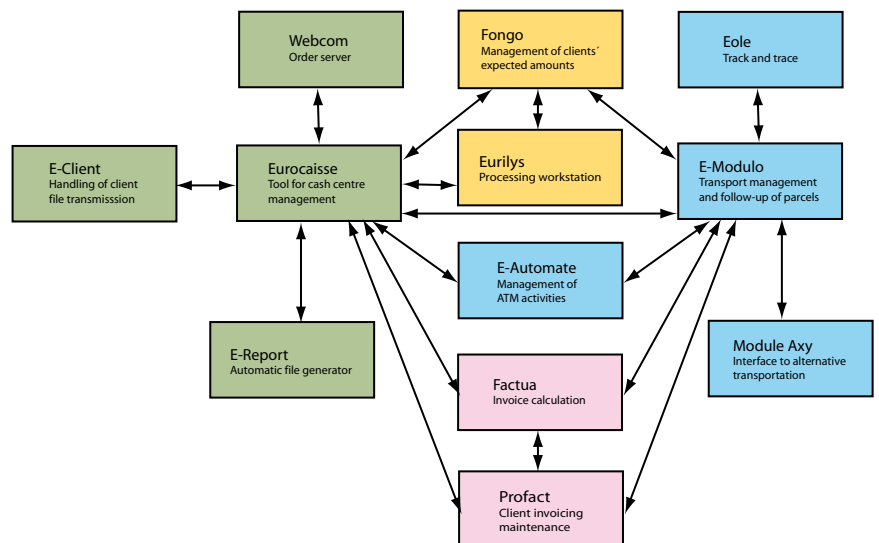 Webcom
Order server
Fongo
Management of clients´
expected amounts
Eole
Track and trace
E-Client
Handling of client
file transmisssion
Eurocaisse
Tool for cash centre
management
Eurilys
Processing workstation
E-Modulo
Transport management
and follow-up of parcels
E-Automate
Management of
ATM activities
E-Report
Automatic file generator
Factua
Invoice calculation
Module Axy
Interface to alternative
transportation
Profact
Client invoicing
maintenance